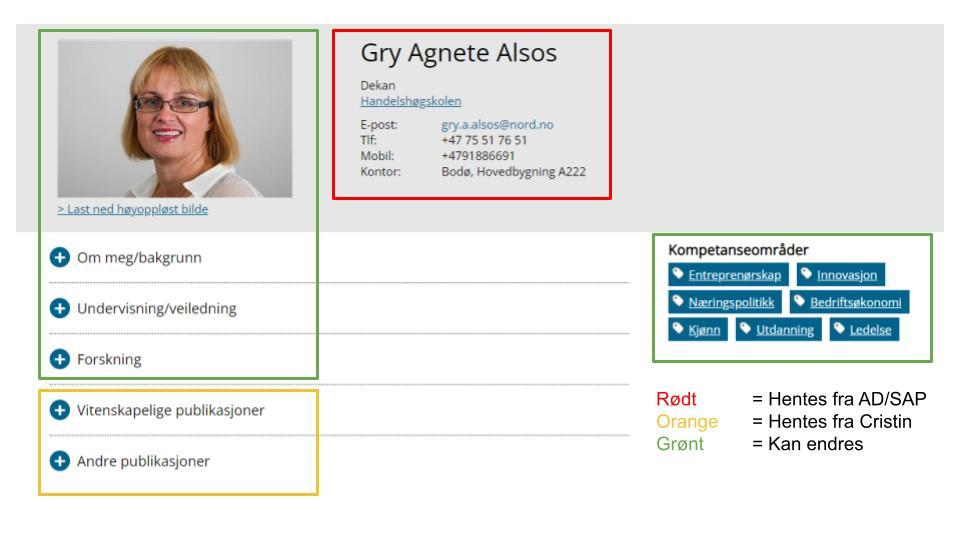 Gry Agnete Alsos
Dekan
Handelshøgskolen
E-post: gry.a.alsos@nord.no
Tlf: +47 75 51 76 51
Mobil: +4791886691
Kontor: Bodø, Hovedbygning A222
> Last ned høyoppløst bilde
Om meg/bakgrunn
Undervisning/veiledning
Forskning
Vitenskapelige publikasjoner
Andre publikasjoner
Kompetanseområder
Entreprenørskap Innovasjon
Næringspolitikk Bedriftsøkonomi
Kjønn Utdanning Ledelse
Rødt = Hentes fra AD/SAP
Orange = Hentes fra Cristin
Grønt = Kan endres